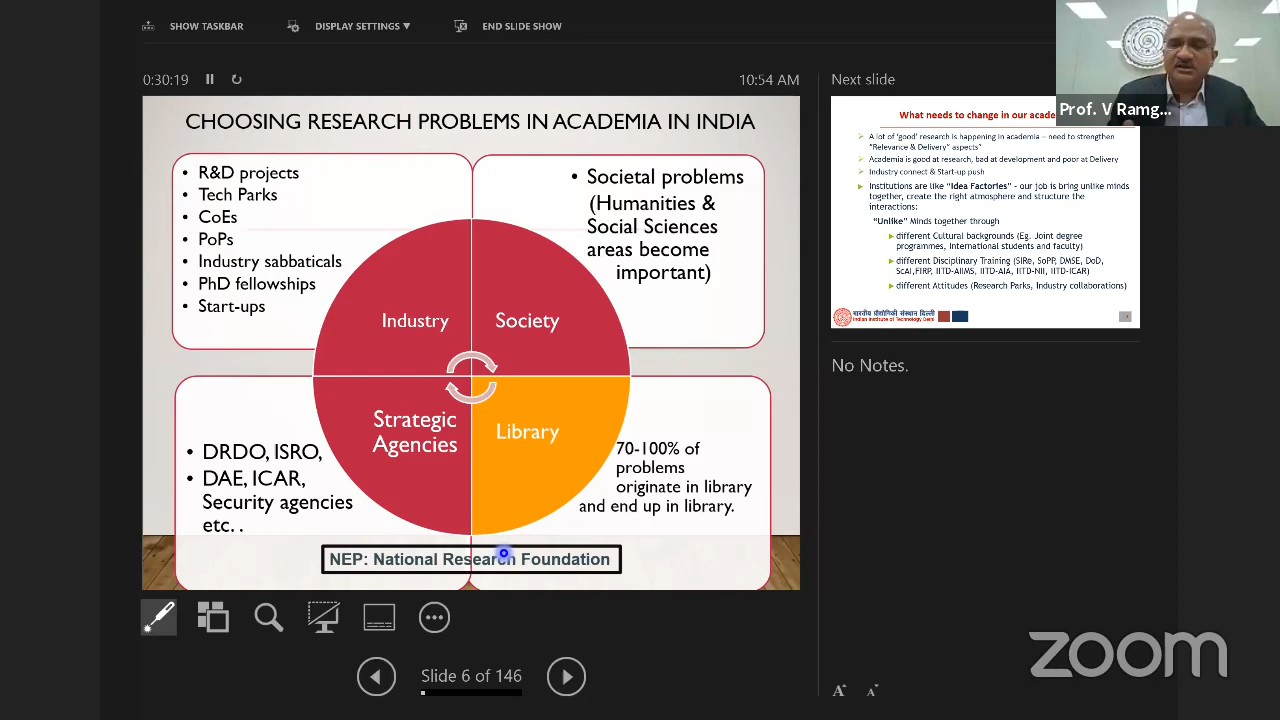 SHOW TASKBAR
DISPLAY SETTINGS ▼
END SLIDE SHOW
0:30:19
10:54 AM
CHOOSING RESEARCH PROBLEMS IN ACADEMIA IN INDIA
• R&D projects
• Tech Parks
• CoEs
• PoPs
• Industry sabbaticals
• PhD fellowships
• Start-ups
• Societal problems
(Humanities &
Social Sciences
areas become
important)
Industry
Society
Strategic
Agencies
Library
• DRDO, ISRO,
• DAE, ICAR,
Security agencies
etc. .
70-100% of
problems
originate in library
and end up in library.
NEP: National Research Foundation
Slide 6 of 146
Next slide
What needs to change in our acade
A lot of 'good' research is happening in academia – need to strengthen
"Relevance & Delivery" aspects"
Academia is good at research, bad at development and poor at Delivery
Industry connect & Start-up push
Institutions are like "Idea Factories" - our job is bring unlike minds
together, create the right atmosphere and structure the
interactions:
"Unlike" Minds together through
different Cultural backgrounds (Eg. Joint degree
programmes, International students and faculty)
different Disciplinary Training (SIRe, SoPP, DMSE, DoD,
ScAI,FIRP, IITD-AIIMS, IITD-AIA, IITD-NII, IITD-ICAR)
different Attitudes (Research Parks, Industry collaborations)
भारतीय प्रौद्योगिकी संस्थान दिल्ली
Indian Institute of Technology Delhi
No Notes.
A A
Prof. V Ramg...
zoom